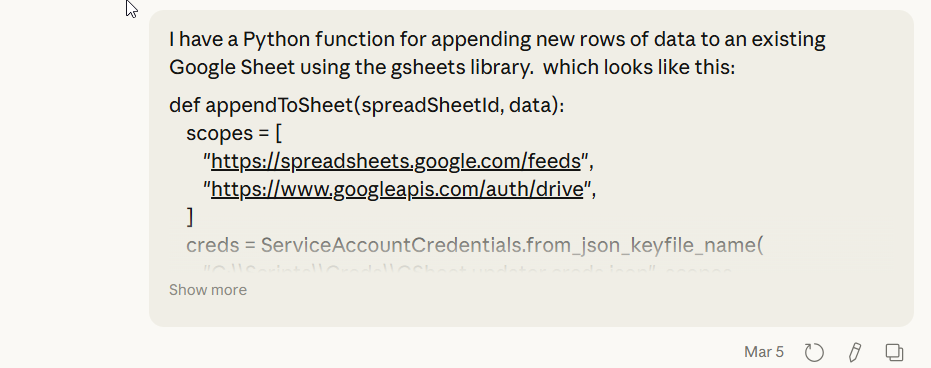 I have a Python function for appending new rows of data to an existing
Google Sheet using the gsheets library.  which looks like this:
def appendToSheet(spreadSheetId, data):
scopes = [
"https://spreadsheets.google.com/feeds",
"https://www.googleapis.com/auth/drive",
]
creds = ServiceAccountCredentials.from_json_keyfile_name(
Show more
Mar 5